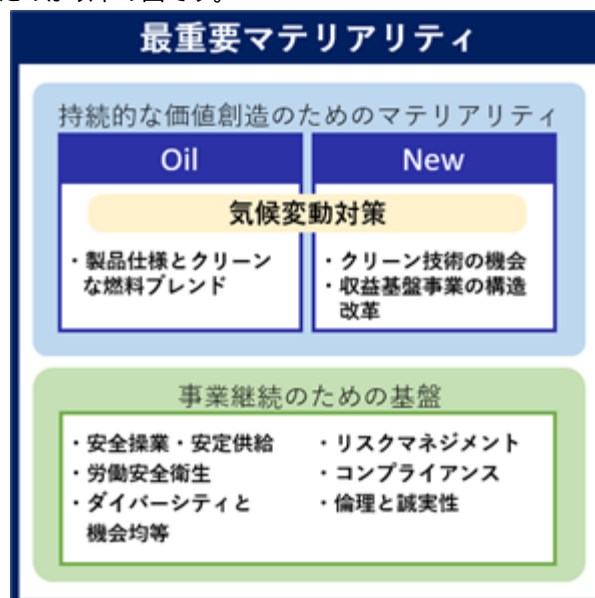 最重要マテリアリティ
持続的な価値創造のためのマテリアリティ
Oil
New
気候変動対策
・製品仕様とクリーン
な燃料ブレンド
・クリーン技術の機会
・収益基盤事業の構造
改革
事業継続のための基盤
・安全操業・安定供給
・労働安全衛生
・ダイバーシティと
機会均等
・リスクマネジメント
・コンプライアンス
・倫理と誠実性